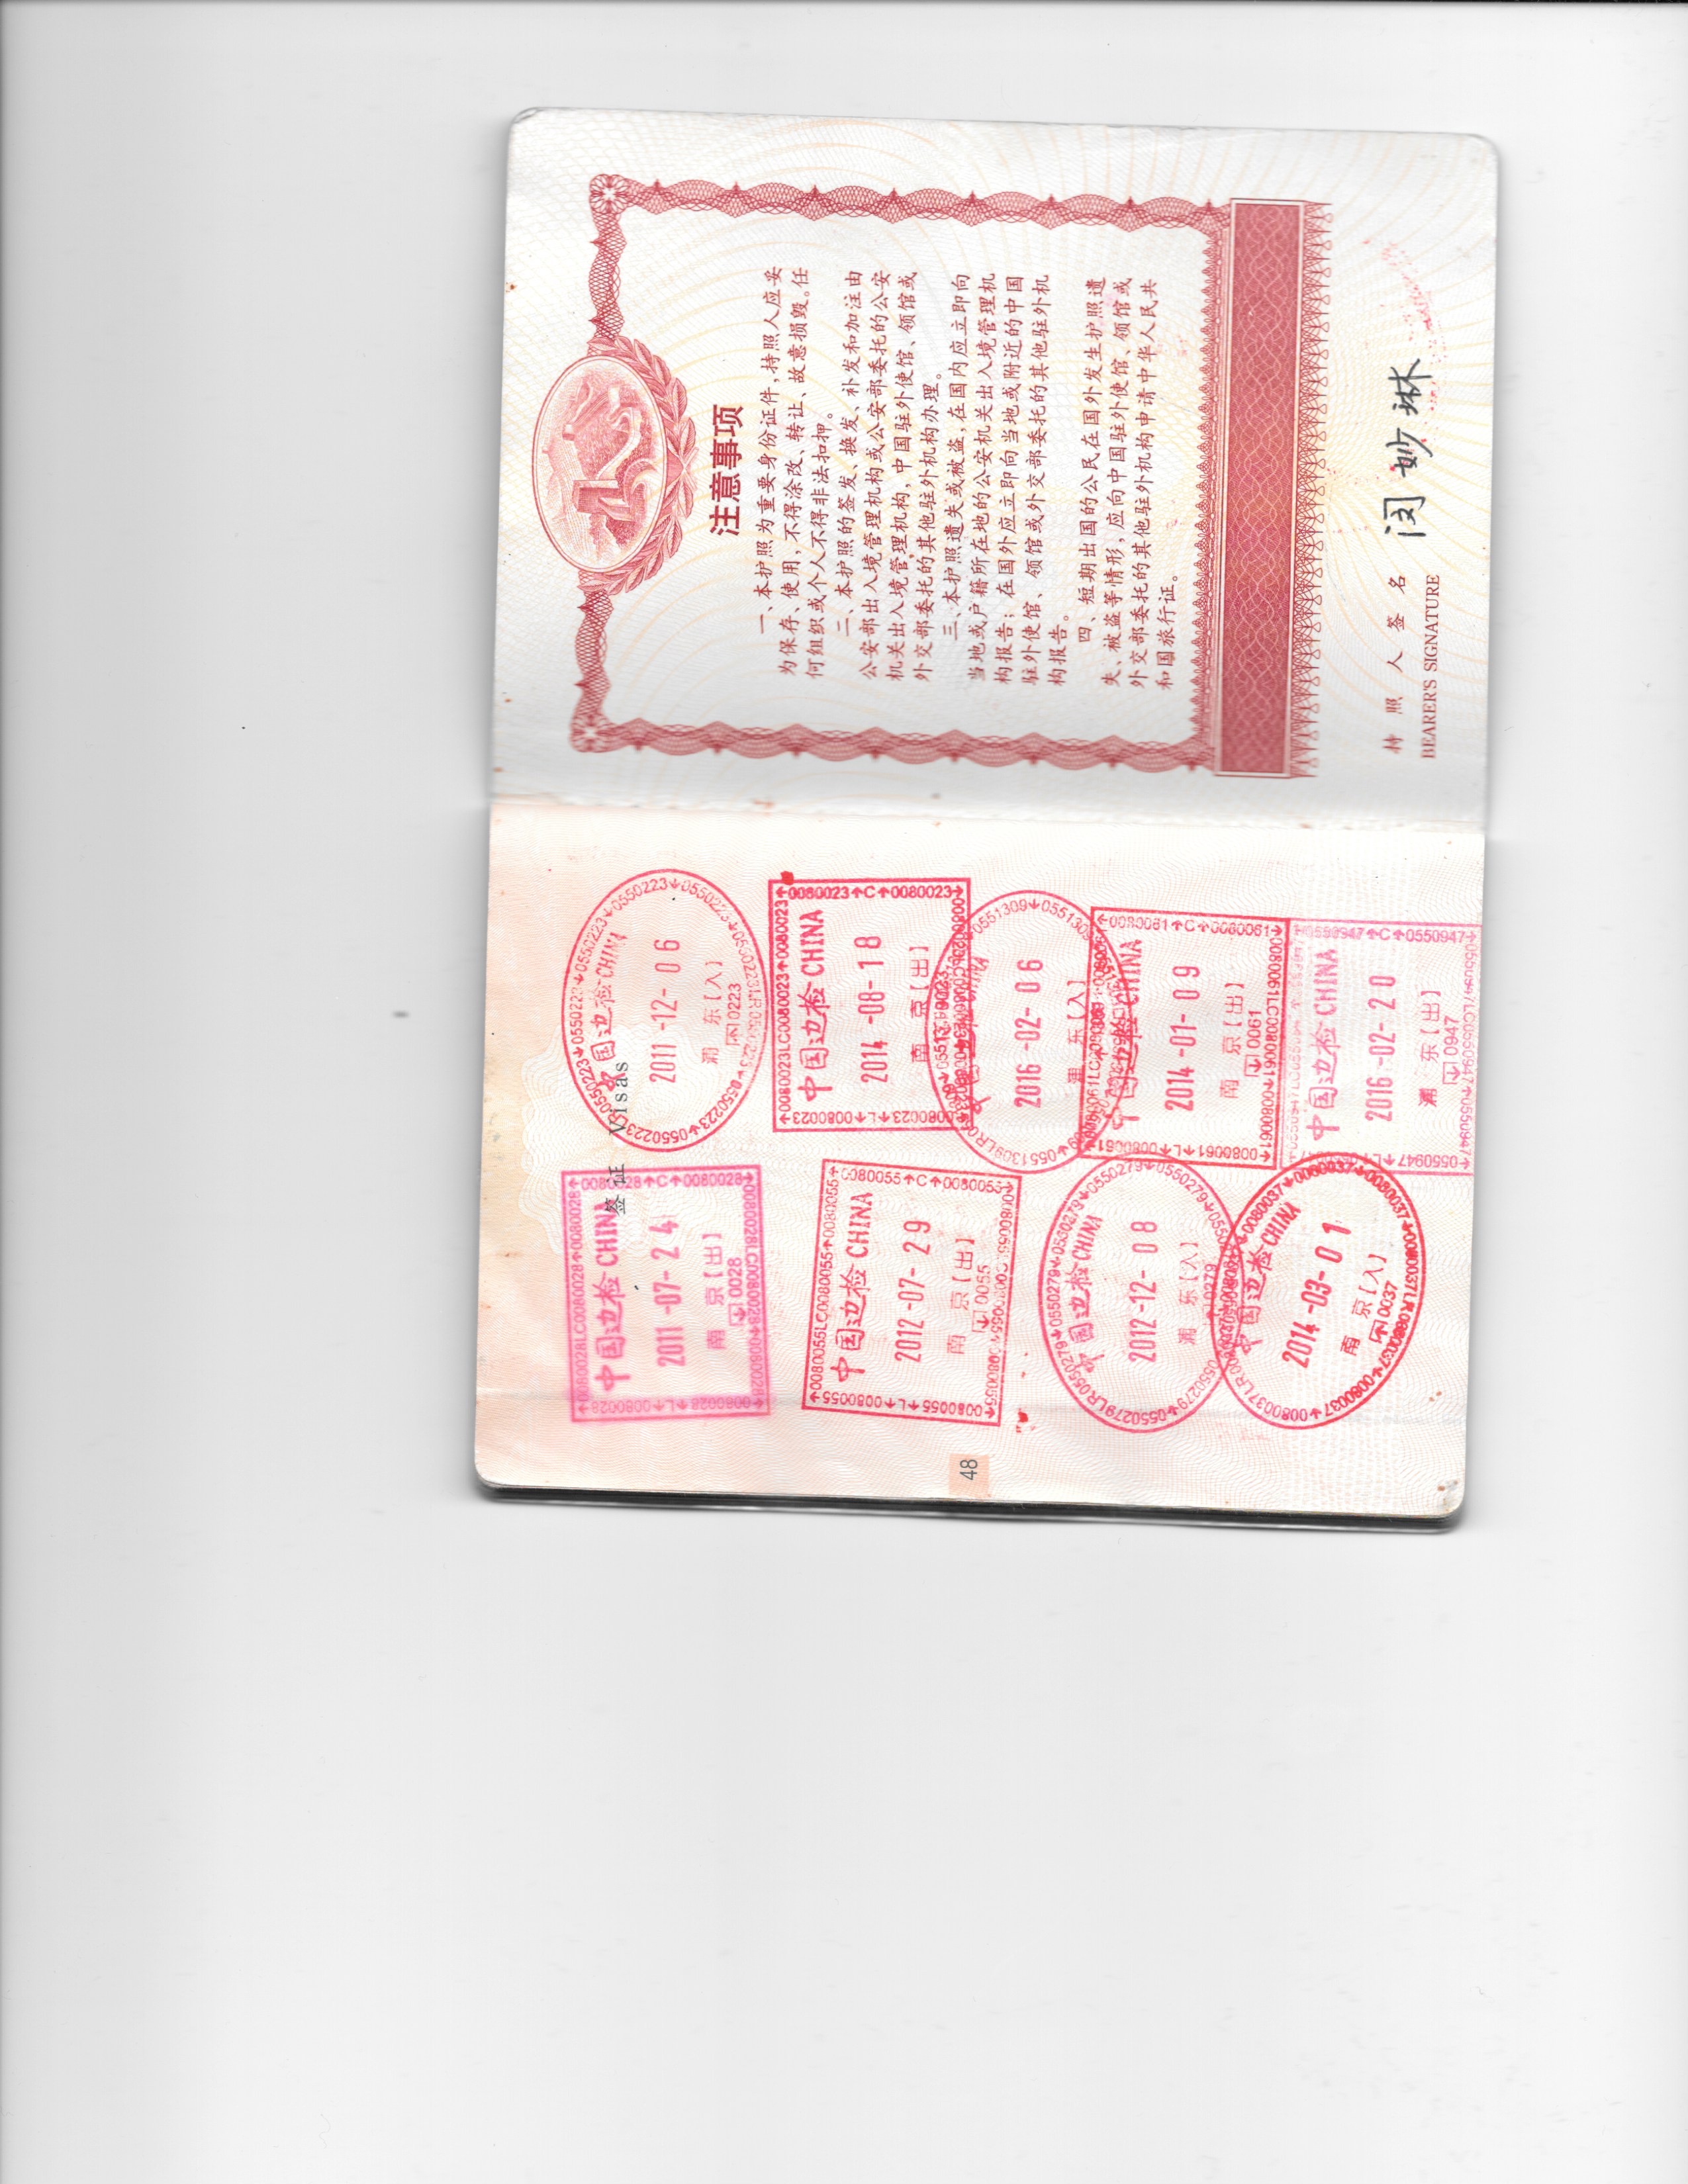 签证 Visas
中国边检 CHINA
2011-07-24
南 京 [出]
0028
中国边检 CHINA
2011-12-06
浦 东 [入]
0223
中国边检 CHINA
2012-07-29
南 京 [出]
0055
中国边检 CHINA
2014-08-18
南 京 [出]
中国边检 CHINA
2012-12-08
浦 东 [入]
0279
2016-02-06
浦 东 [入]
中国边检 CHINA
2014-03-01
南 京 [入]
0037
中国边检 CHINA
2014-01-09
南 京 [出]
0061
中国边检 CHINA
2016-02-20
浦 东 [出]
0947
48
注意事项
一、本护照为重要身份证件,持照人应妥
为保存、使用,不得涂改、转让、故意损毁。任
何组织或个人不得非法扣押。
二、本护照的签发、换发、补发和加注由
公安部出入境管理机构或公安部委托的公安
机关出入境管理机构,中国驻外使馆、领馆或
外交部委托的其他驻外机构办理。
三、本护照遗失或被盗,在国内应立即向
当地或户籍所在地的公安机关出入境管理机
构报告;在国外应立即向当地或附近的中国
驻外使馆、领馆或外交部委托的其他驻外机
构报告。
四、短期出国的公民在国外发生护照遗
失、被盗等情形,应向中国驻外使馆、领馆或
外交部委托的其他驻外机构申请中华人民共
和国旅行证。
持照人签名 闵妙琳
BEARER'S SIGNATURE